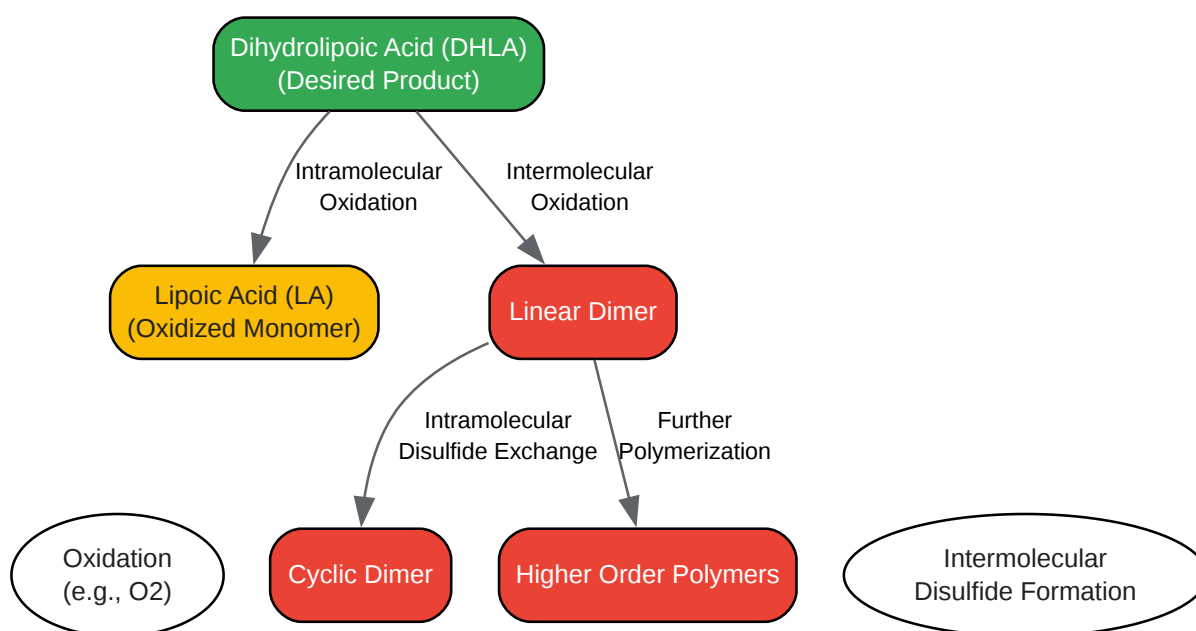 Dihydrolipoic Acid (DHLA)
(Desired Product)
Intramolecular
Oxidation
Intermolecular
Oxidation
Lipoic Acid (LA)
(Oxidized Monomer)
Linear Dimer
Intramolecular
Disulfide Exchange
Further
Polymerization
Oxidation
(e.g., O2)
Cyclic Dimer
Higher Order Polymers
Intermolecular
Disulfide Formation